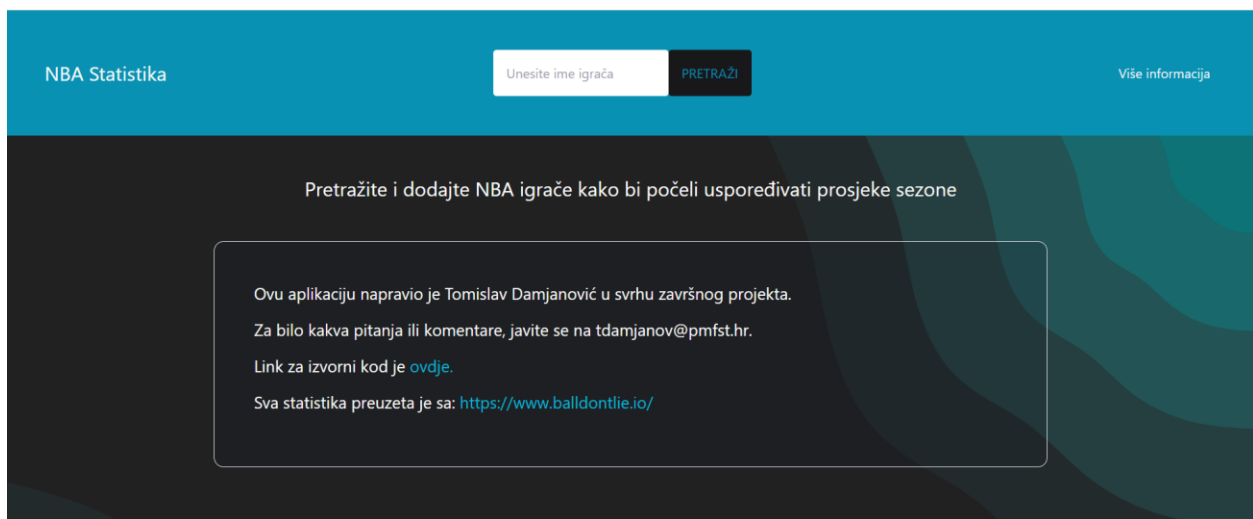 NBA Statistika
Unesite ime igrača
PRETRAŽI
Više informacija
Pretražite i dodajte NBA igrače kako bi počeli uspoređivati prosjeke sezone
Ovu aplikaciju napravio je Tomislav Damjanović u svrhu završnog projekta.
Za bilo kakva pitanja ili komentare, javite se na tdamjanov@pmfst.hr.
Link za izvorni kod je ovdje.
Sva statistika preuzeta je sa: https://www.balldontlie.io/